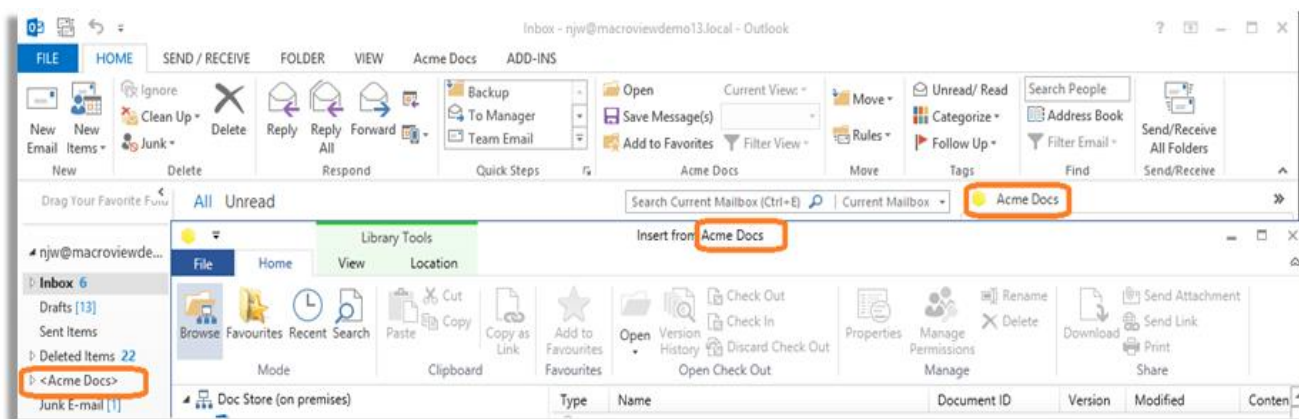 Inbox - njw@macroviewdemo13.local - Outlook
FILE HOME SEND / RECEIVE FOLDER VIEW Acme Docs ADD-INS
New Email
New Items
Ignore
Clean Up
Junk
Delete
Reply
Reply All
Forward
Backup
To Manager
Team Email
Open
Save Message(s)
Add to Favorites
Current View:
Filter View
Move
Rules
Unread/ Read
Categorize
Follow Up
Search People
Address Book
Filter Email
Send/Receive All Folders
New Delete Respond Quick Steps Acme Docs Move Tags Find Send/Receive
Drag Your Favorite
All Unread
Search Current Mailbox (Ctrl+E) Current Mailbox
Acme Docs
njw@macroviewde...
Inbox 6
Drafts [13]
Sent Items
Deleted Items 22
<Acme Docs>
Junk E-mail [1]
Library Tools
Insert from Acme Docs
File Home View Location
Browse Favourites Recent Search
Paste
Cut
Copy
Copy as Link
Add to Favourites
Open
Version History
Check Out
Check In
Discard Check Out
Properties
Manage Permissions
Rename
Delete
Download
Send Attachment
Send Link
Print
Mode Clipboard Favourites Open Check Out Manage Share
Doc Store (on premises)
Type Name Document ID Version Modified Conten